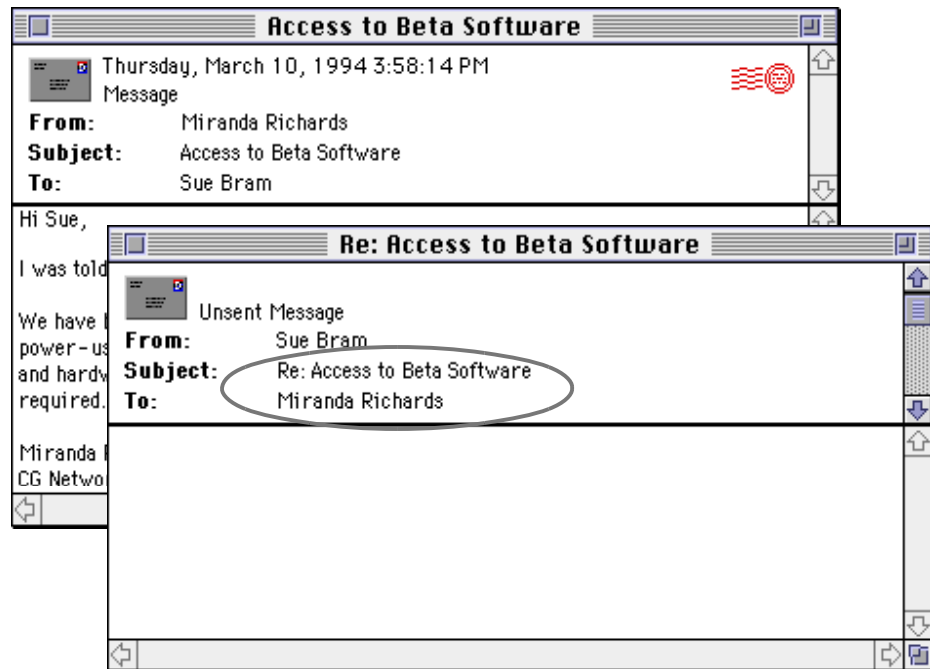 Access to Beta Software
Thursday, March 10, 1994 3:58:14 PM
Message
From: Miranda Richards
Subject: Access to Beta Software
To: Sue Bram
Hi Sue,
I was told
We have
power-us
and hardw
required.
Miranda
CG Netwo
Re: Access to Beta Software
Unsent Message
From: Sue Bram
Subject: Re: Access to Beta Software
To: Miranda Richards